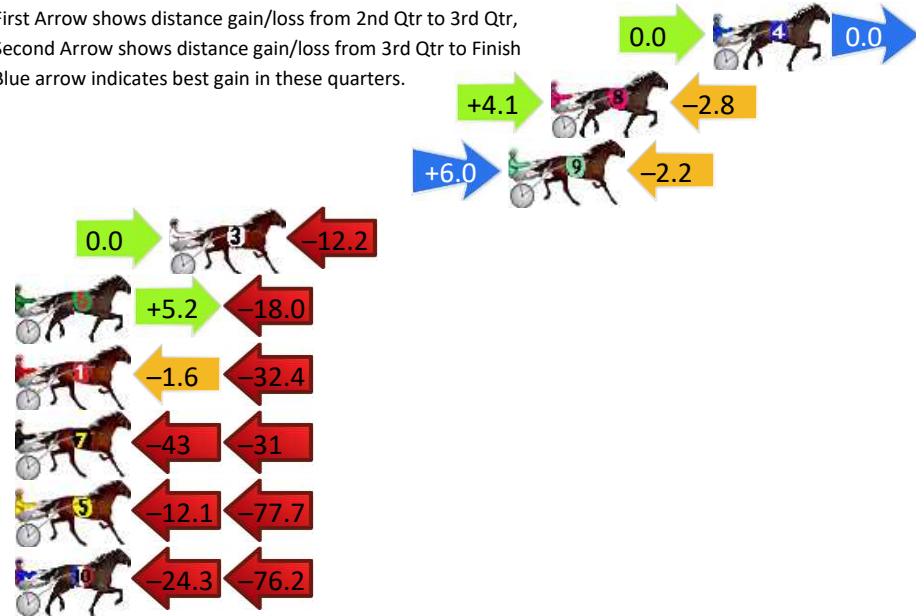 First Arrow shows distance gain/loss from 2nd Qtr to 3rd Qtr,
Second Arrow shows distance gain/loss from 3rd Qtr to Finish
Blue arrow indicates best gain in these quarters.
0.0 4 0.0
+4.1 8 −2.8
+6.0 9 −2.2
0.0 3 −12.2
+5.2 −18.0
1 −1.6 −32.4
7 −43 −31
5 −12.1 −77.7
10 −24.3 −76.2